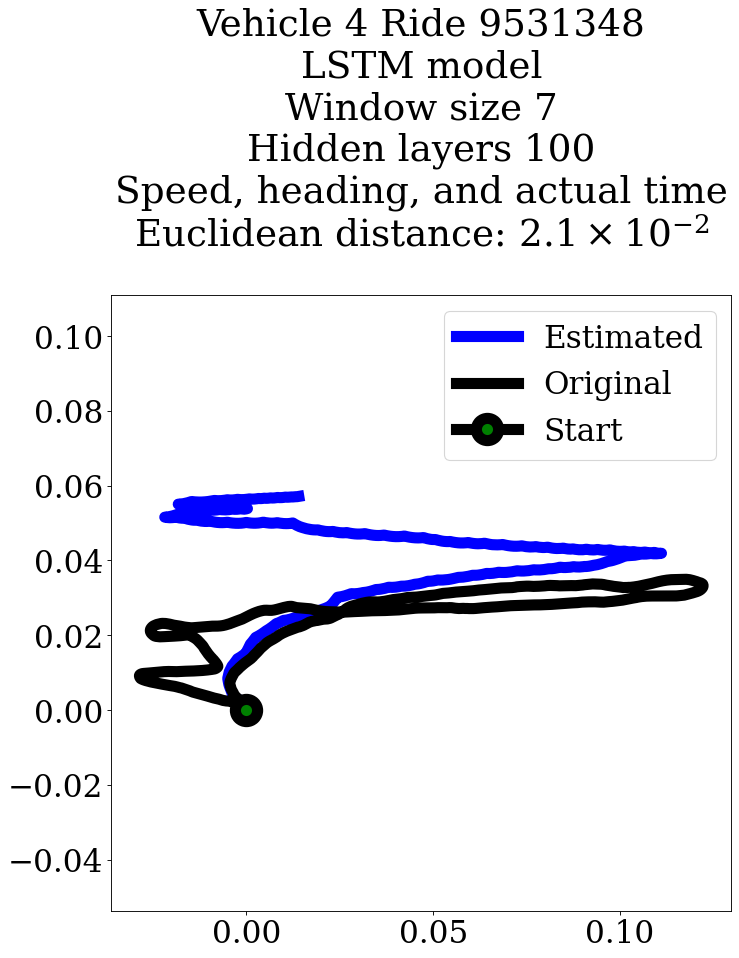 Vehicle 4 Ride 9531348
LSTM model
Window size 7
Hidden layers 100
Speed, heading, and actual time
Euclidean distance: 2.1 × 10⁻²
Estimated
Original
Start
0.10
0.08
0.06
0.04
0.02
0.00
−0.02
−0.04
0.00 0.05 0.10